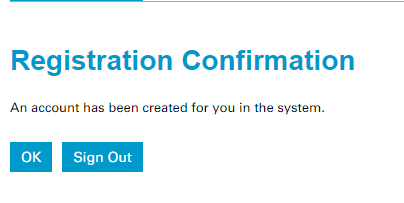 Registration Confirmation
An account has been created for you in the system.
OK Sign Out